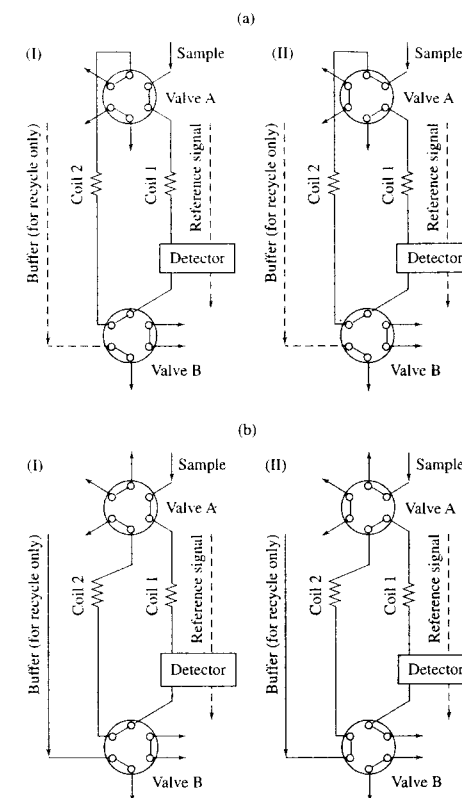 (a)
(I)
Sample
(II)
Sample
Valve A
Valve A
Buffer (for recycle only)
Coil 2
Coil 1
Reference signal
Buffer (for recycle only)
Coil 2
Coil 1
Reference signal
Detector
Detector
Valve B
Valve B
(b)
(I)
Sample
(II)
Sample
Valve A
Valve A
Buffer (for recycle only)
Coil 2
Coil 1
Reference signal
Buffer (for recycle only)
Coil 2
Coil 1
Reference signal
Detector
Detector
Valve B
Valve B